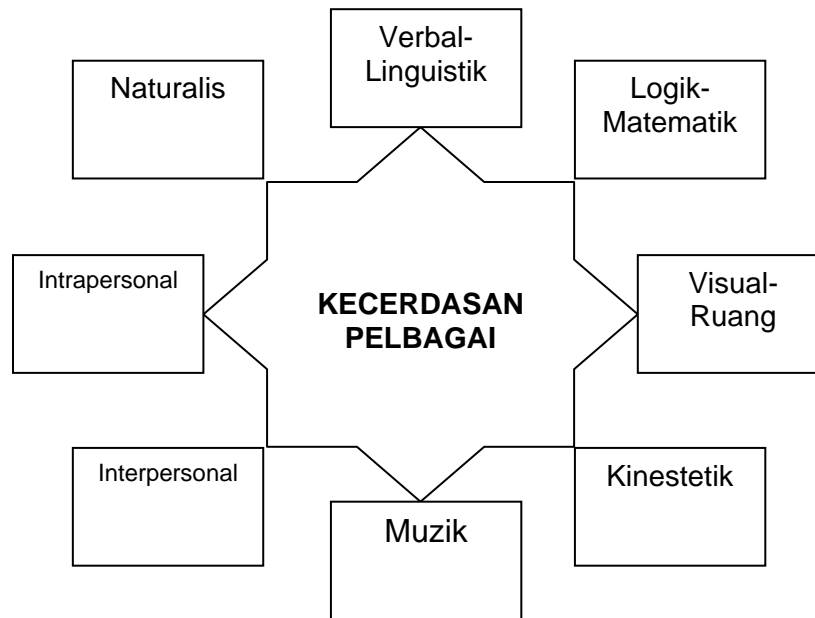 Verbal-
Linguistik
Naturalis
Logik-
Matematik
Intrapersonal
KECERDASAN
PELBAGAI
Visual-
Ruang
Interpersonal
Kinestetik
Muzik